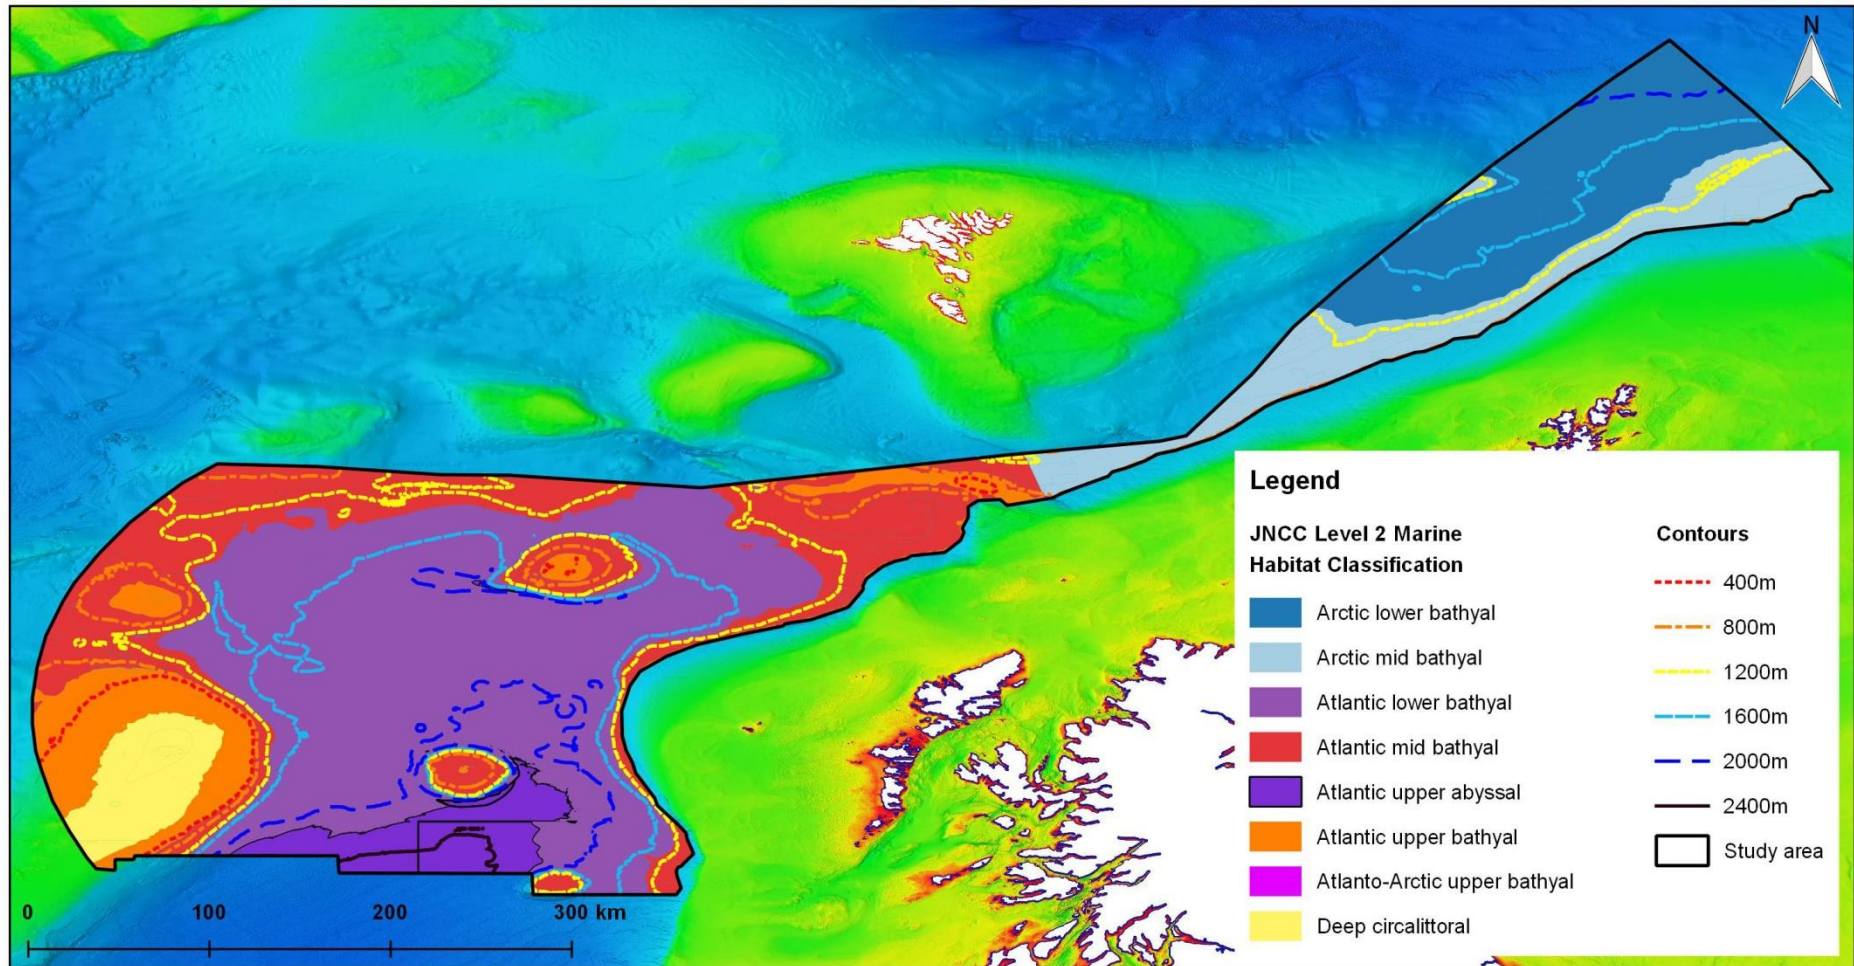 N
Legend
JNCC Level 2 Marine
Habitat Classification
Arctic lower bathyal
Arctic mid bathyal
Atlantic lower bathyal
Atlantic mid bathyal
Atlantic upper abyssal
Atlantic upper bathyal
Atlanto-Arctic upper bathyal
Deep circalittoral
Contours
400m
800m
1200m
1600m
2000m
2400m
Study area
0 100 200 300 km